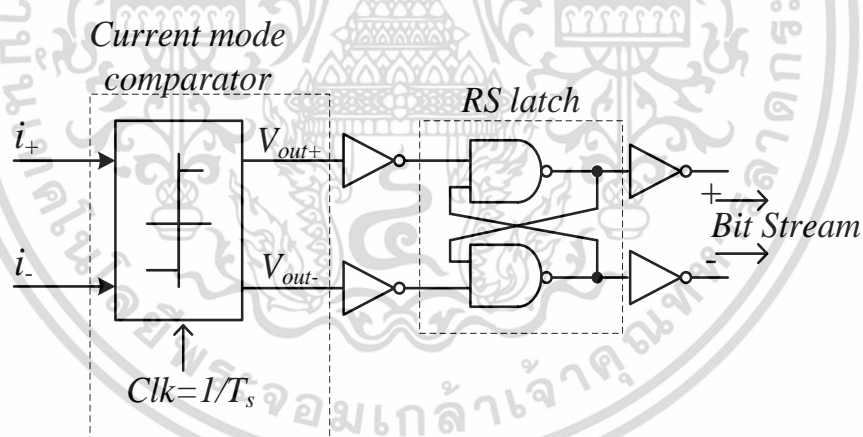 Current mode
comparator
RS latch
i+
Vout+
+
Bit Stream
-
i-
Vout-
Clk=1/Ts